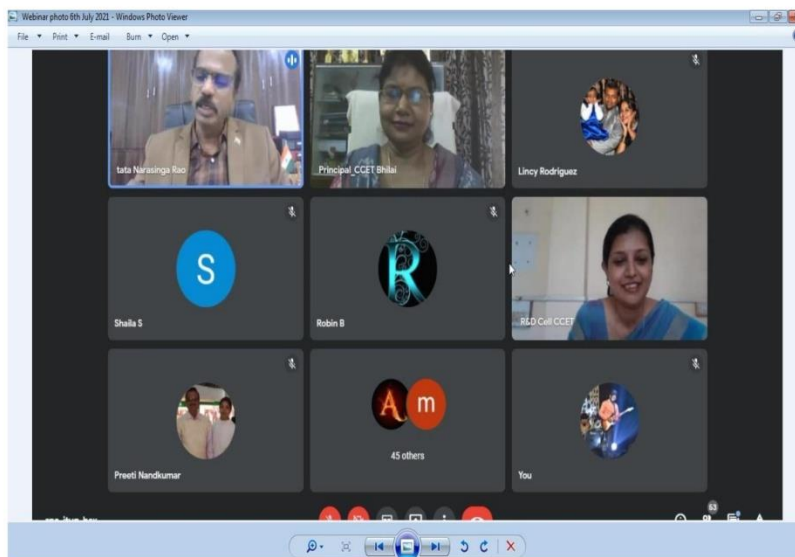 Webinar photo 6th July 2021 - Windows Photo Viewer
File Print E-mail Burn Open
tata Narasinga Rao
Principal_CCET Bhilai
Lincy Rodriguez
S
R
Shaila S
Robin B
R&D Cell CCET
A m
45 others
Preeti Nandkumar
You
63